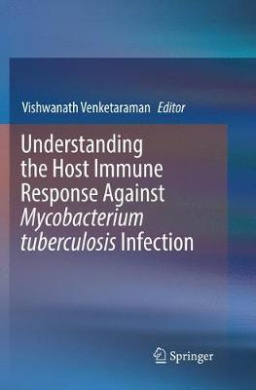 Vishwanath Venketaraman Editor
Understanding
the Host Immune
Response Against
Mycobacterium
tuberculosis Infection
Springer